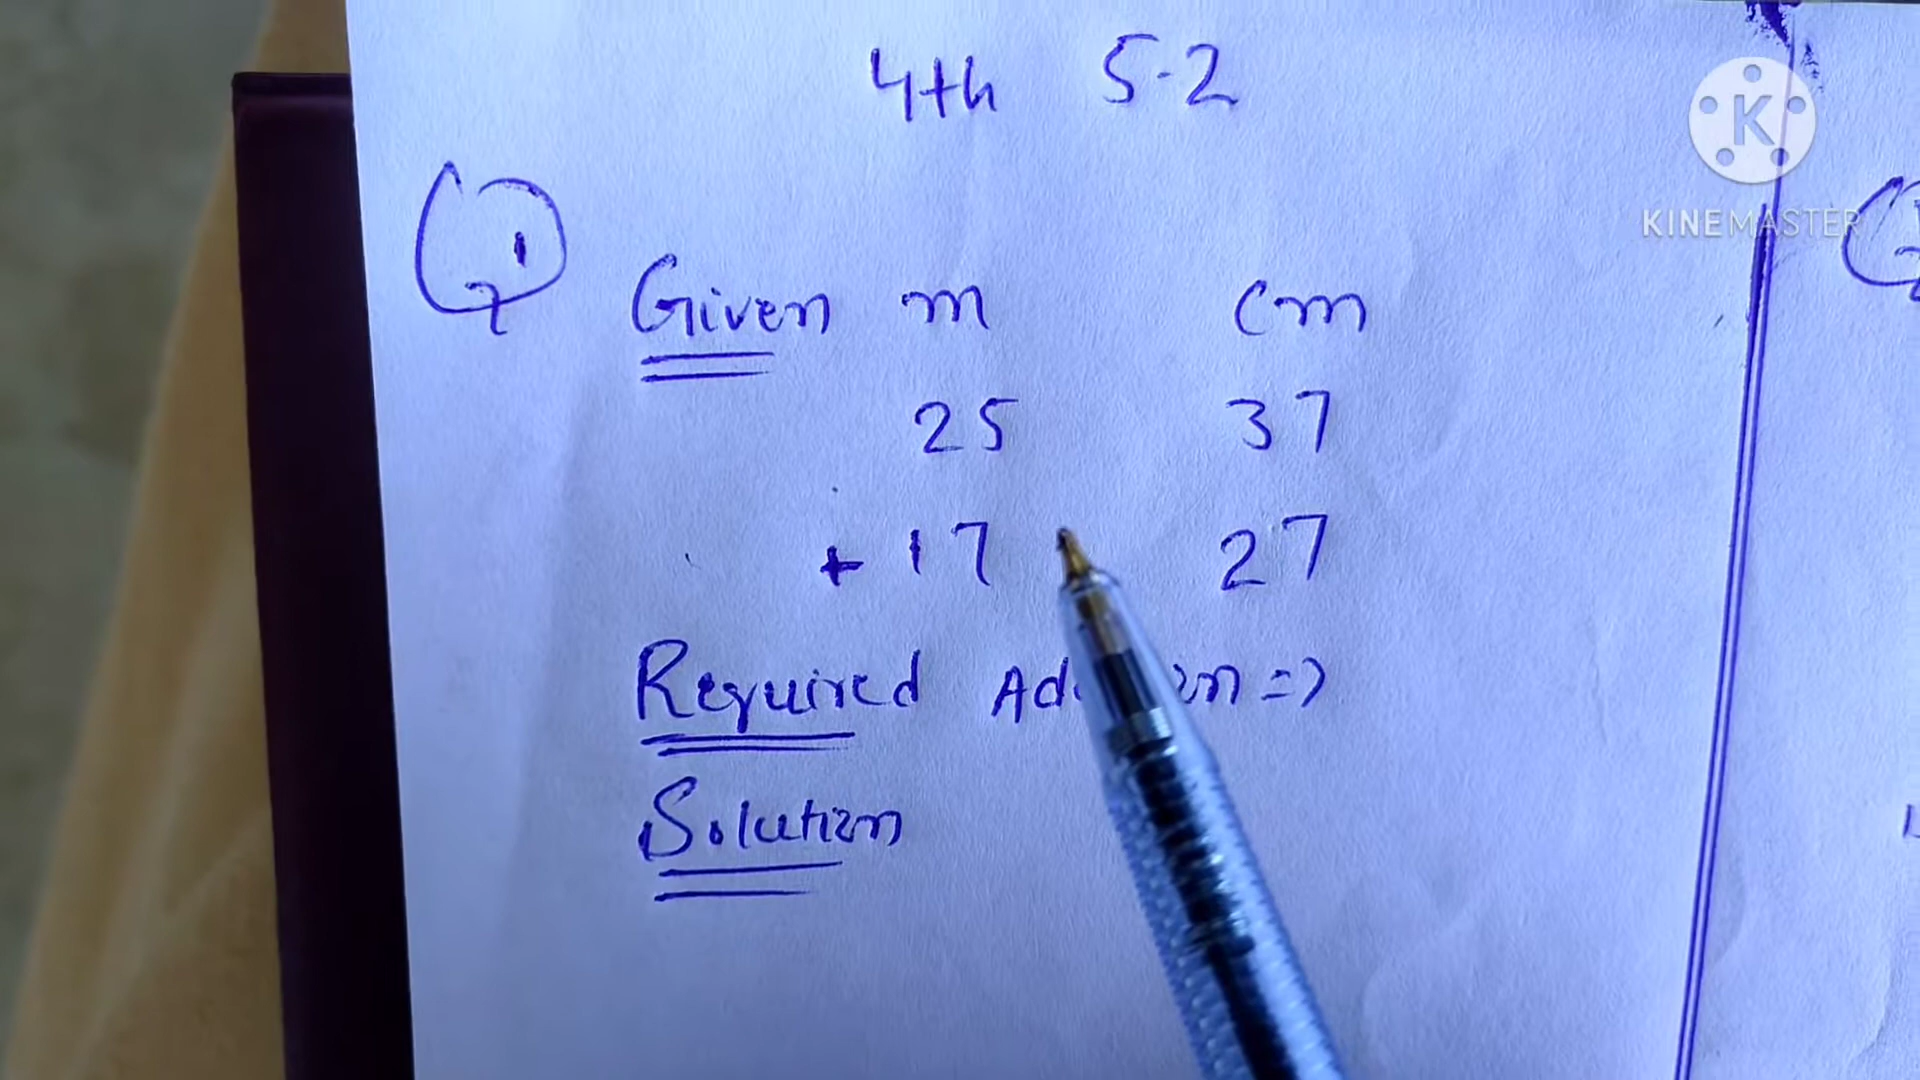 4th 5.2
Q1
Given m cm
25 37
+ 17 27
Required =>
Solution
KINEMASTER